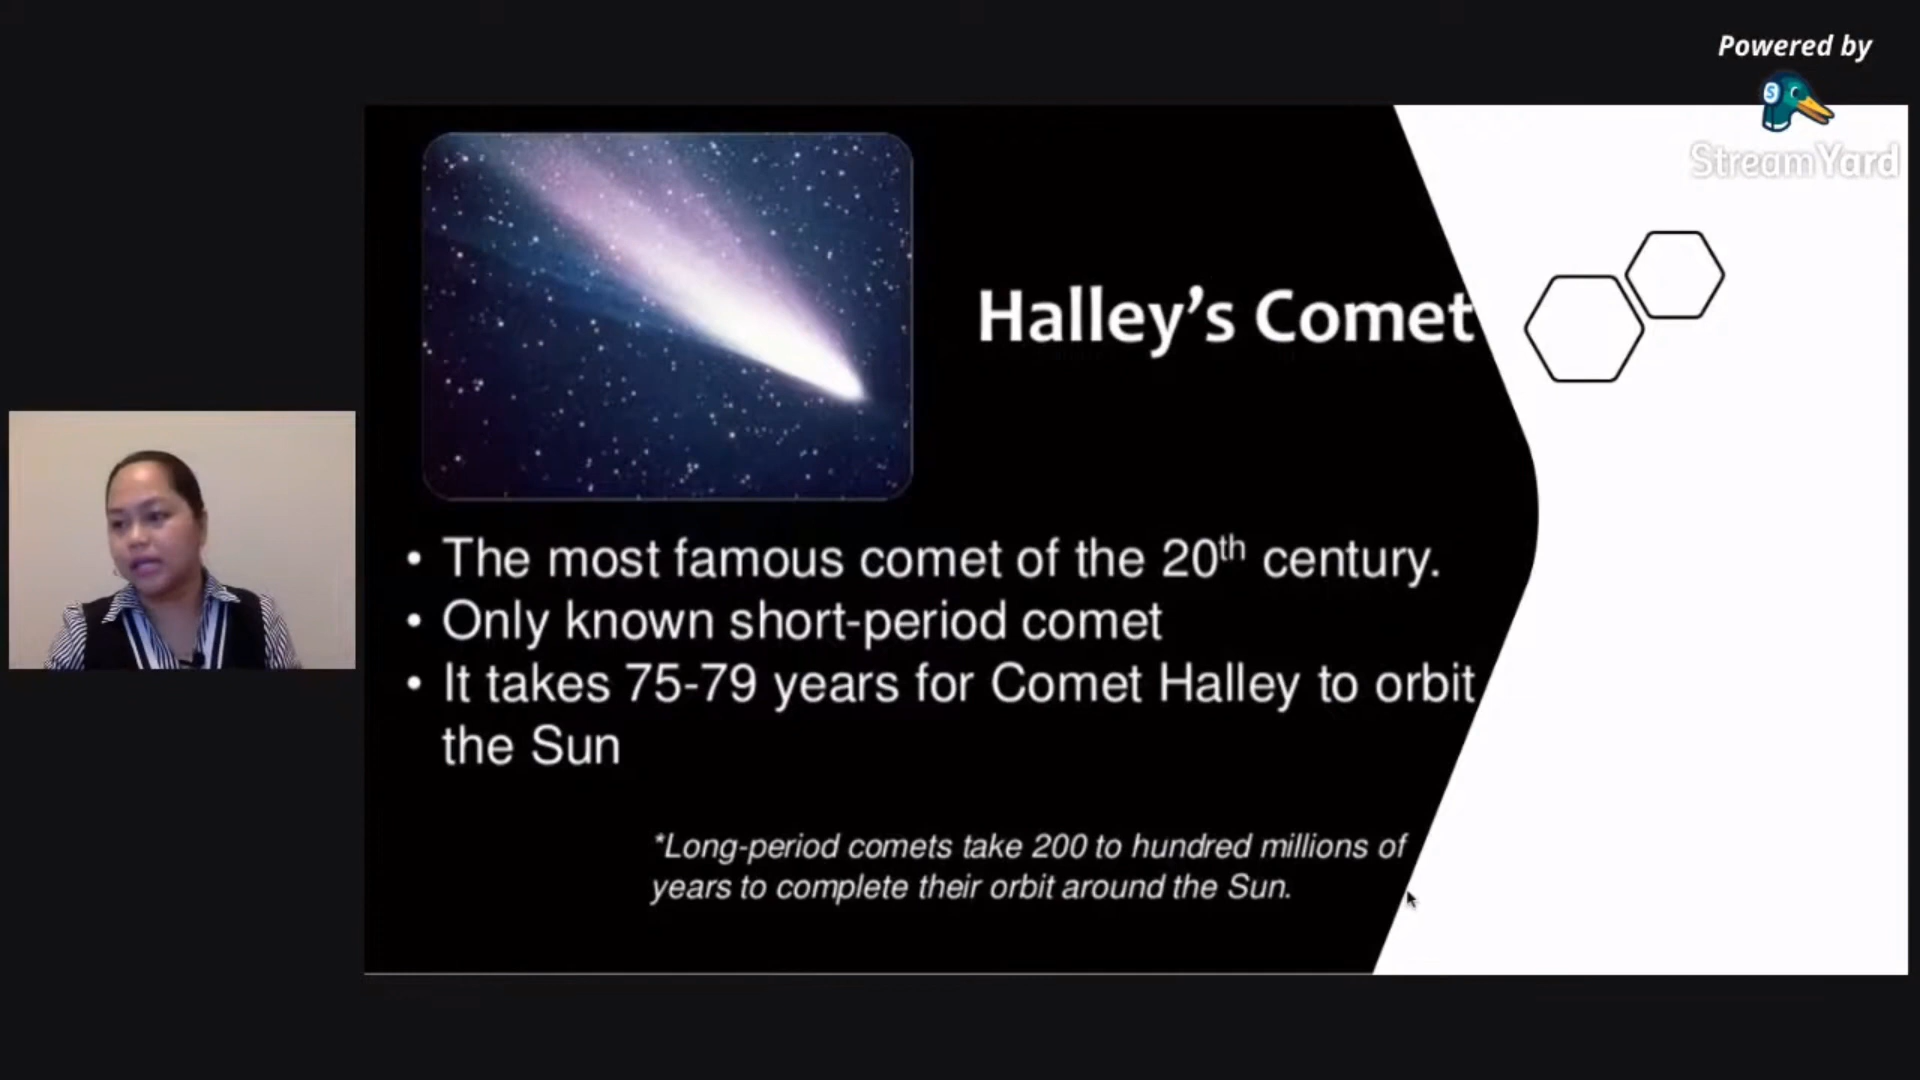 Powered by
StreamYard
Halley's Comet
• The most famous comet of the 20th century.
• Only known short-period comet
• It takes 75-79 years for Comet Halley to orbit
the Sun
*Long-period comets take 200 to hundred millions of
years to complete their orbit around the Sun.